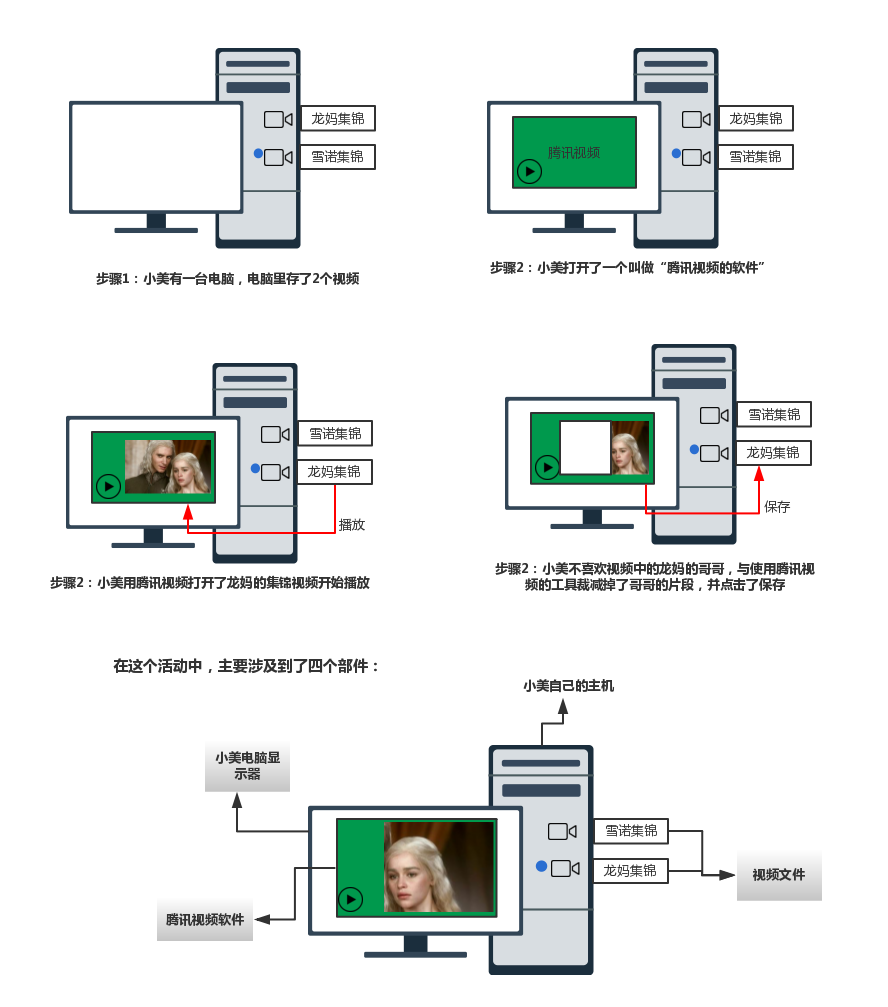 龙妈集锦
雪诺集锦
步骤1：小美有一台电脑，电脑里存了2个视频
龙妈集锦
腾讯视频
雪诺集锦
步骤2：小美打开了一个叫做“腾讯视频的软件”
雪诺集锦
龙妈集锦
播放
步骤2：小美用腾讯视频打开了龙妈的集锦视频开始播放
雪诺集锦
龙妈集锦
保存
步骤2：小美不喜欢视频中的龙妈的哥哥，与使用腾讯视
频的工具裁减掉了哥哥的片段，并点击了保存
在这个活动中，主要涉及到了四个部件：
小美自己的主机
小美电脑显
示器
雪诺集锦
龙妈集锦
视频文件
腾讯视频软件